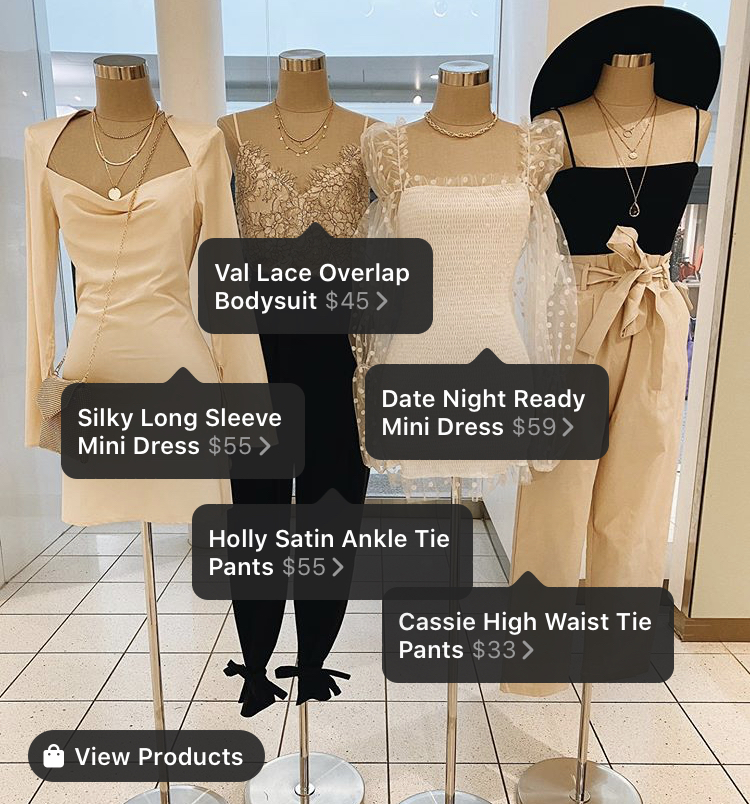 Val Lace Overlap
Bodysuit $45
Silky Long Sleeve
Mini Dress $55
Date Night Ready
Mini Dress $59
Holly Satin Ankle Tie
Pants $55
Cassie High Waist Tie
Pants $33
View Products